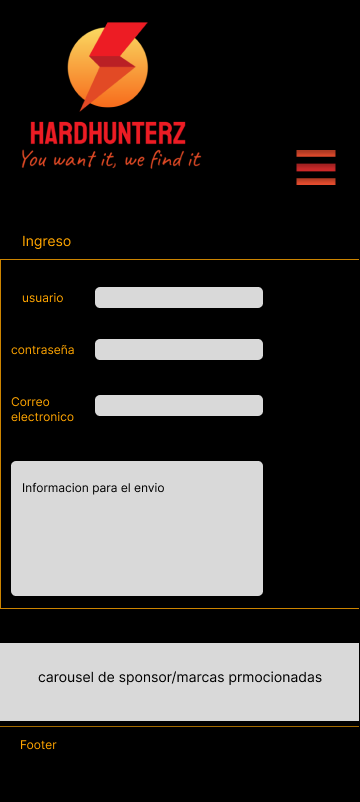 HARDHUNTERZ
You want it, we find it
Ingreso
usuario
contraseña
Correo
electronico
Informacion para el envio
carousel de sponsor/marcas prmocionadas
Footer